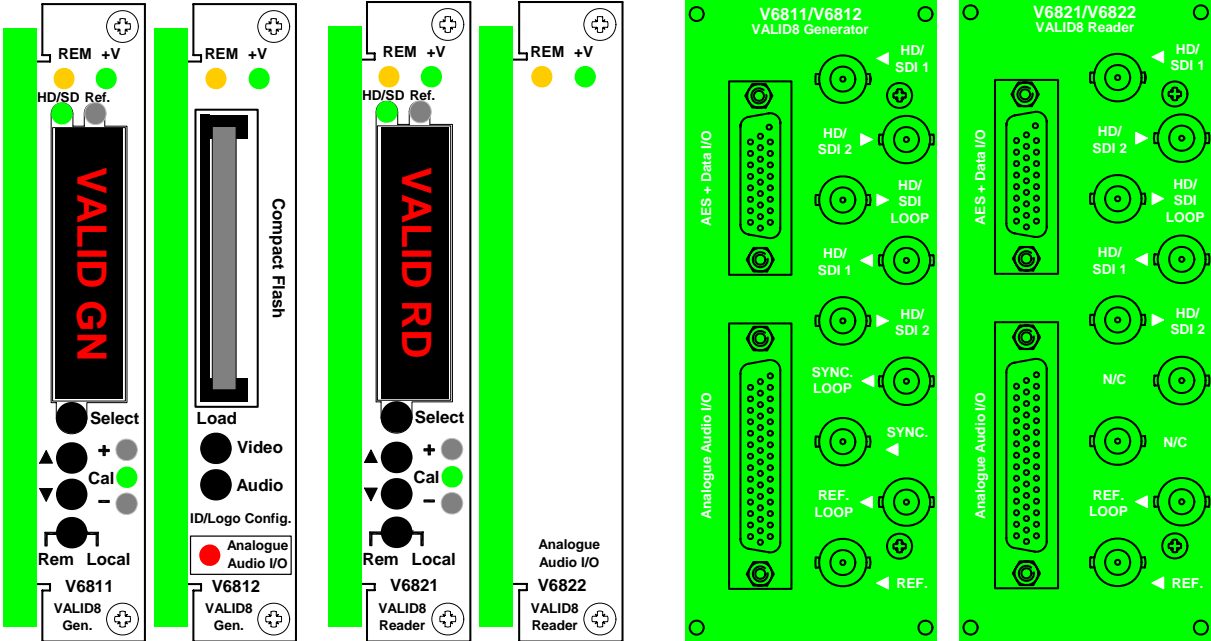 REM +V
HD/SD Ref.
VALID GN
Select
+
Cal
–
Rem Local
V6811
VALID8
Gen.
REM +V
Compact Flash
Load
Video
Audio
ID/Logo Config.
Analogue
Audio I/O
V6812
VALID8
Gen.
REM +V
HD/SD Ref.
VALID RD
Select
+
Cal
–
Rem Local
V6821
VALID8
Reader
REM +V
Analogue
Audio I/O
V6822
VALID8
Reader
V6811/V6812
VALID8 Generator
AES + Data I/O
Analogue Audio I/O
HD/
SDI 1
HD/
SDI 2
HD/
SDI
LOOP
HD/
SDI 1
HD/
SDI 2
SYNC.
LOOP
SYNC.
REF.
LOOP
REF.
V6821/V6822
VALID8 Reader
AES + Data I/O
Analogue Audio I/O
HD/
SDI 1
HD/
SDI 2
HD/
SDI
LOOP
HD/
SDI 1
HD/
SDI 2
N/C
N/C
REF.
LOOP
REF.